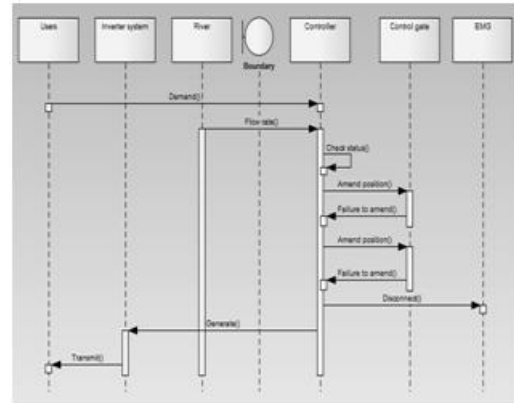 Users
Inverter system
River
Boundary
Controller
Control gate
EMG
Demand()
Flow rate()
Check status()
Amend position()
Failure to amend()
Amend position()
Failure to amend()
Disconnect()
Generate()
Transmit()